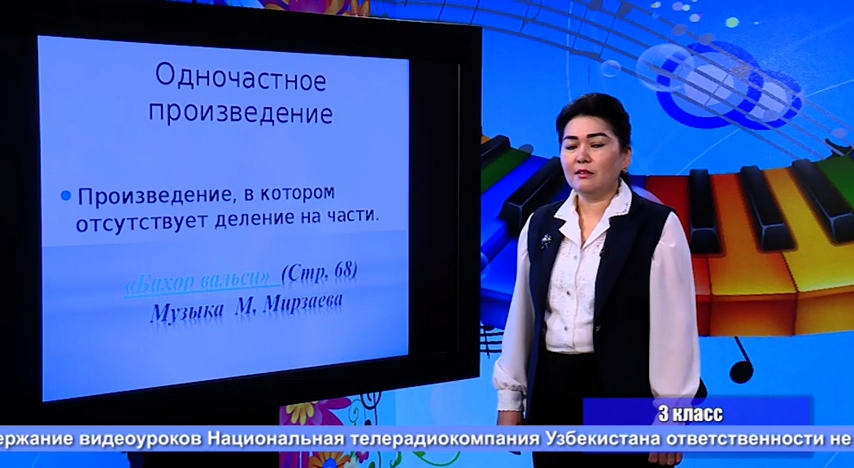 Одночастное
произведение
Произведение, в котором
отсутствует деление на части.
«Бахор вальси» (Стр. 68)
Музыка М, Мирзаева
3 класс
ержание видеоуроков Национальная телерадиокомпания Узбекистана ответственности не